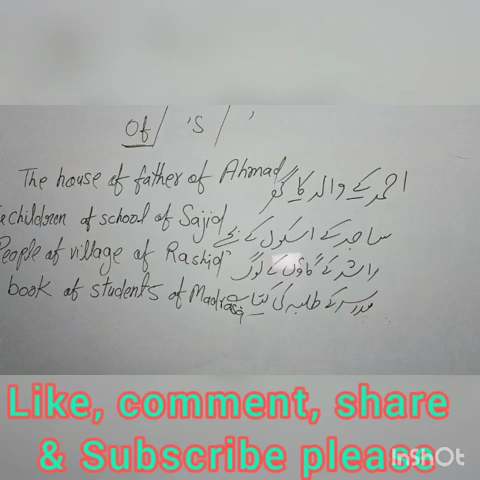 Of / 's / '
The house of father of Ahmad احمد کے والد کا گھر
children of school of Sajid ساجد کے اسکول کے بچے
People of village of Rashid راشد کے گاؤں کے لوگ
book of students of Madrasa مدرسہ کے طلبہ کی کتاب
Like, comment, share
& Subscribe please
InShOt